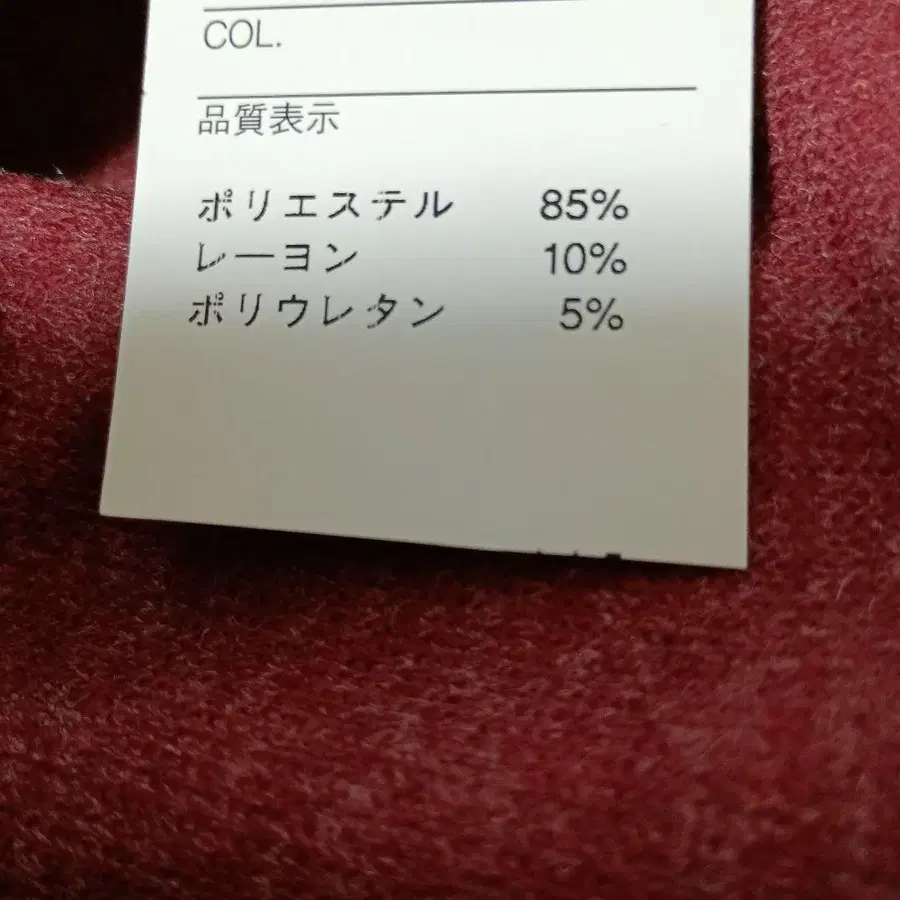 COL.
品質表示
ポリエステル 85%
レーヨン 10%
ポリウレタン 5%